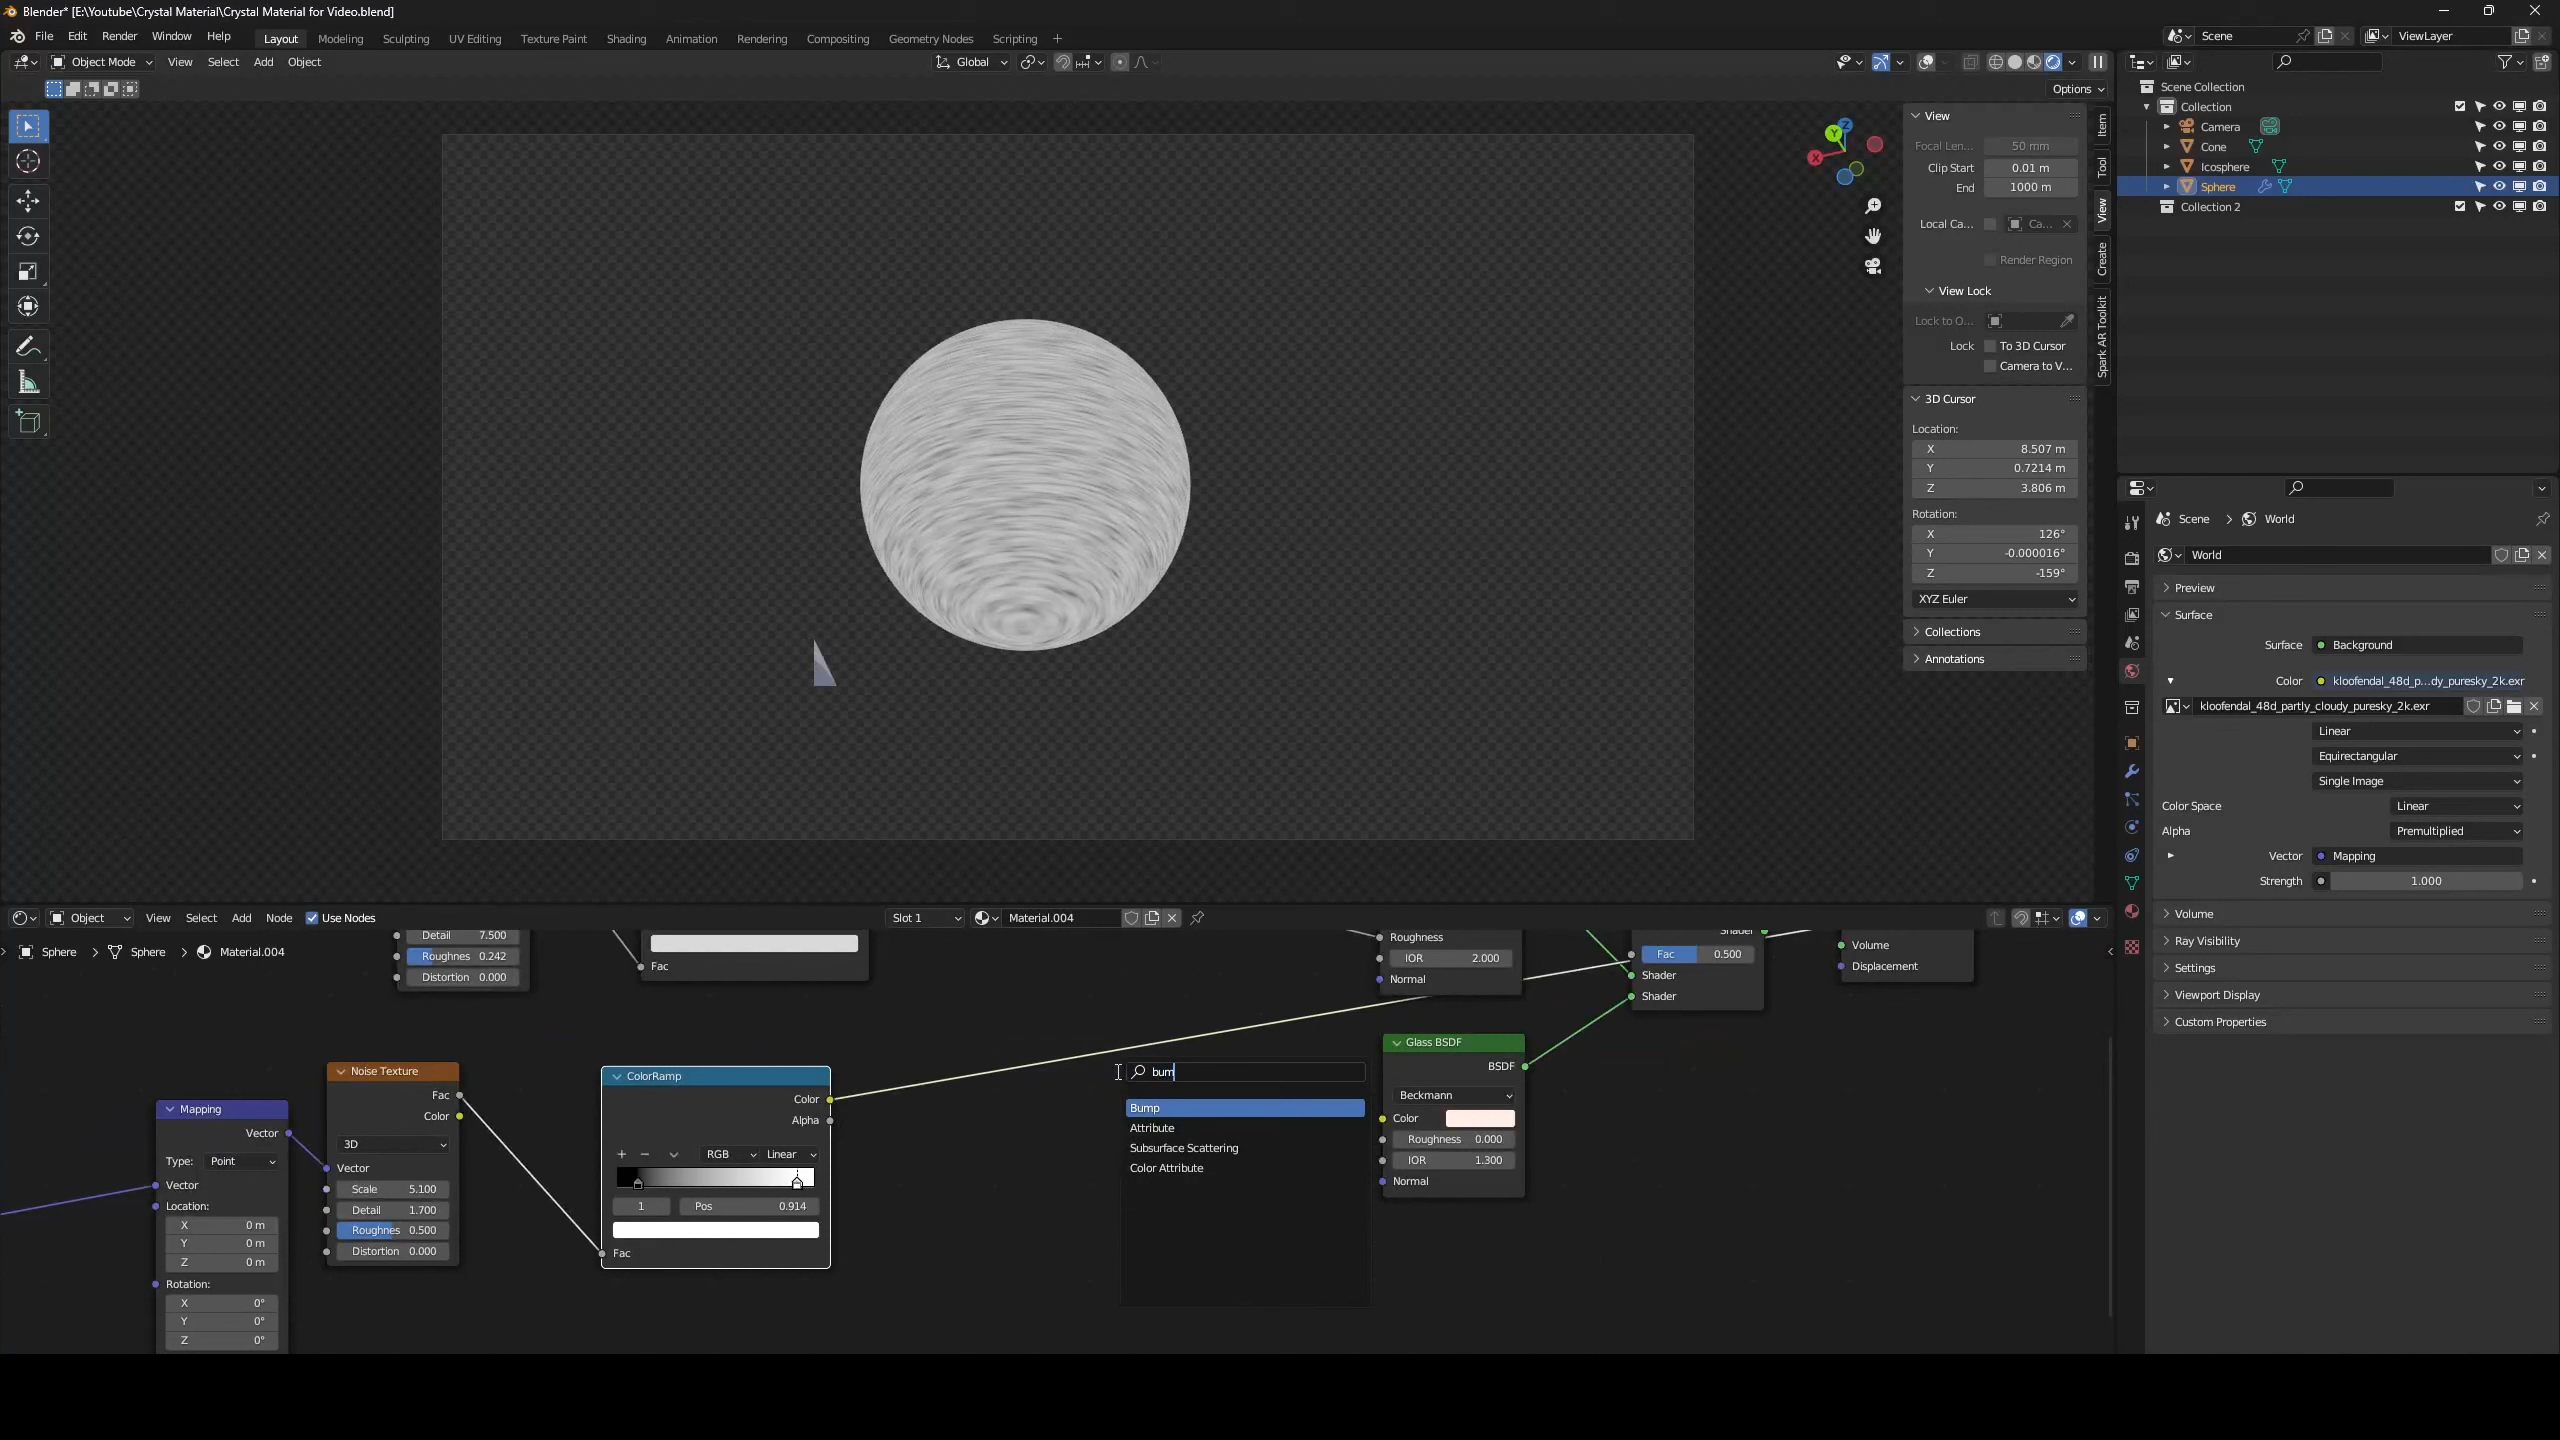 Blender* [E:\Youtube\Crystal Material\Crystal Material for Video.blend]
File Edit Render Window Help Layout Modeling Sculpting UV Editing Texture Paint Shading Animation Rendering Compositing Geometry Nodes Scripting +
Scene ViewLayer
Object Mode View Select Add Object Global
Options
View
Focal Len... 50 mm
Clip Start 0.01 m
End 1000 m
Local Ca... Ca...
Render Region
View Lock
Lock to O...
Lock To 3D Cursor
Camera to V...
3D Cursor
Location:
X 8.507 m
Y 0.7214 m
Z 3.806 m
Rotation:
X 126°
Y -0.000016°
Z -159°
XYZ Euler
Collections
Annotations
Item
Tool
View
Create
Spark AR Toolkit
X
Y
Z
Scene Collection
Collection
Camera
Cone
Icosphere
Sphere
Collection 2
Scene > World
World
Preview
Surface
Surface Background
Color kloofendal_48d_p...dy_puresky_2k.exr
kloofendal_48d_partly_cloudy_puresky_2k.exr
Linear
Equirectangular
Single Image
Color Space Linear
Alpha Premultiplied
Vector Mapping
Strength 1.000
Volume
Ray Visibility
Settings
Viewport Display
Custom Properties
Object View Select Add Node Use Nodes Slot 1 Material.004
Sphere > Sphere > Material.004
Detail 7.500
Roughnes 0.242
Distortion 0.000
Fac
Roughness
IOR 2.000
Normal
Shader
Fac 0.500
Shader
Shader
Volume
Displacement
Mapping
Vector
Type: Point
Vector
Location:
X 0 m
Y 0 m
Z 0 m
Rotation:
X 0°
Y 0°
Z 0°
Noise Texture
Fac
Color
3D
Vector
Scale 5.100
Detail 1.700
Roughnes 0.500
Distortion 0.000
ColorRamp
Color
Alpha
+ − RGB Linear
1 Pos 0.914
Fac
bum
Bump
Attribute
Subsurface Scattering
Color Attribute
Glass BSDF
BSDF
Beckmann
Color
Roughness 0.000
IOR 1.300
Normal